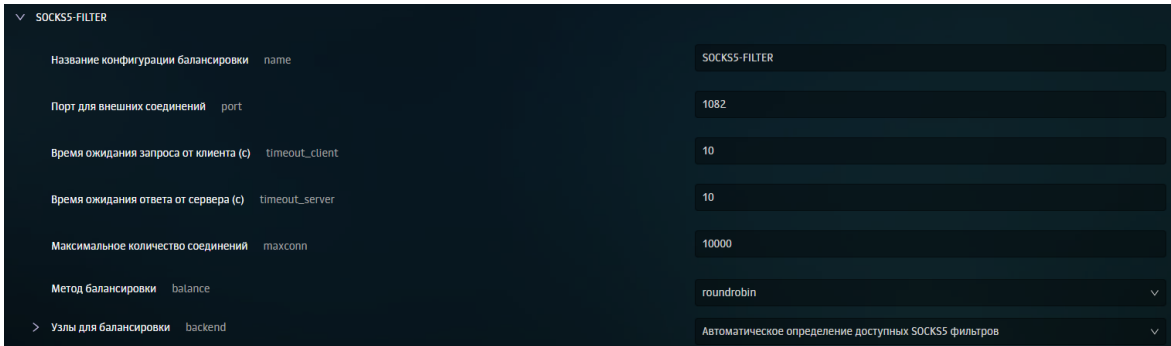 SOCKS5-FILTER
Название конфигурации балансировки name SOCKS5-FILTER
Порт для внешних соединений port 1082
Время ожидания запроса от клиента (с) timeout_client 10
Время ожидания ответа от сервера (с) timeout_server 10
Максимальное количество соединений maxconn 10000
Метод балансировки balance roundrobin
Узлы для балансировки backend Автоматическое определение доступных SOCKS5 фильтров